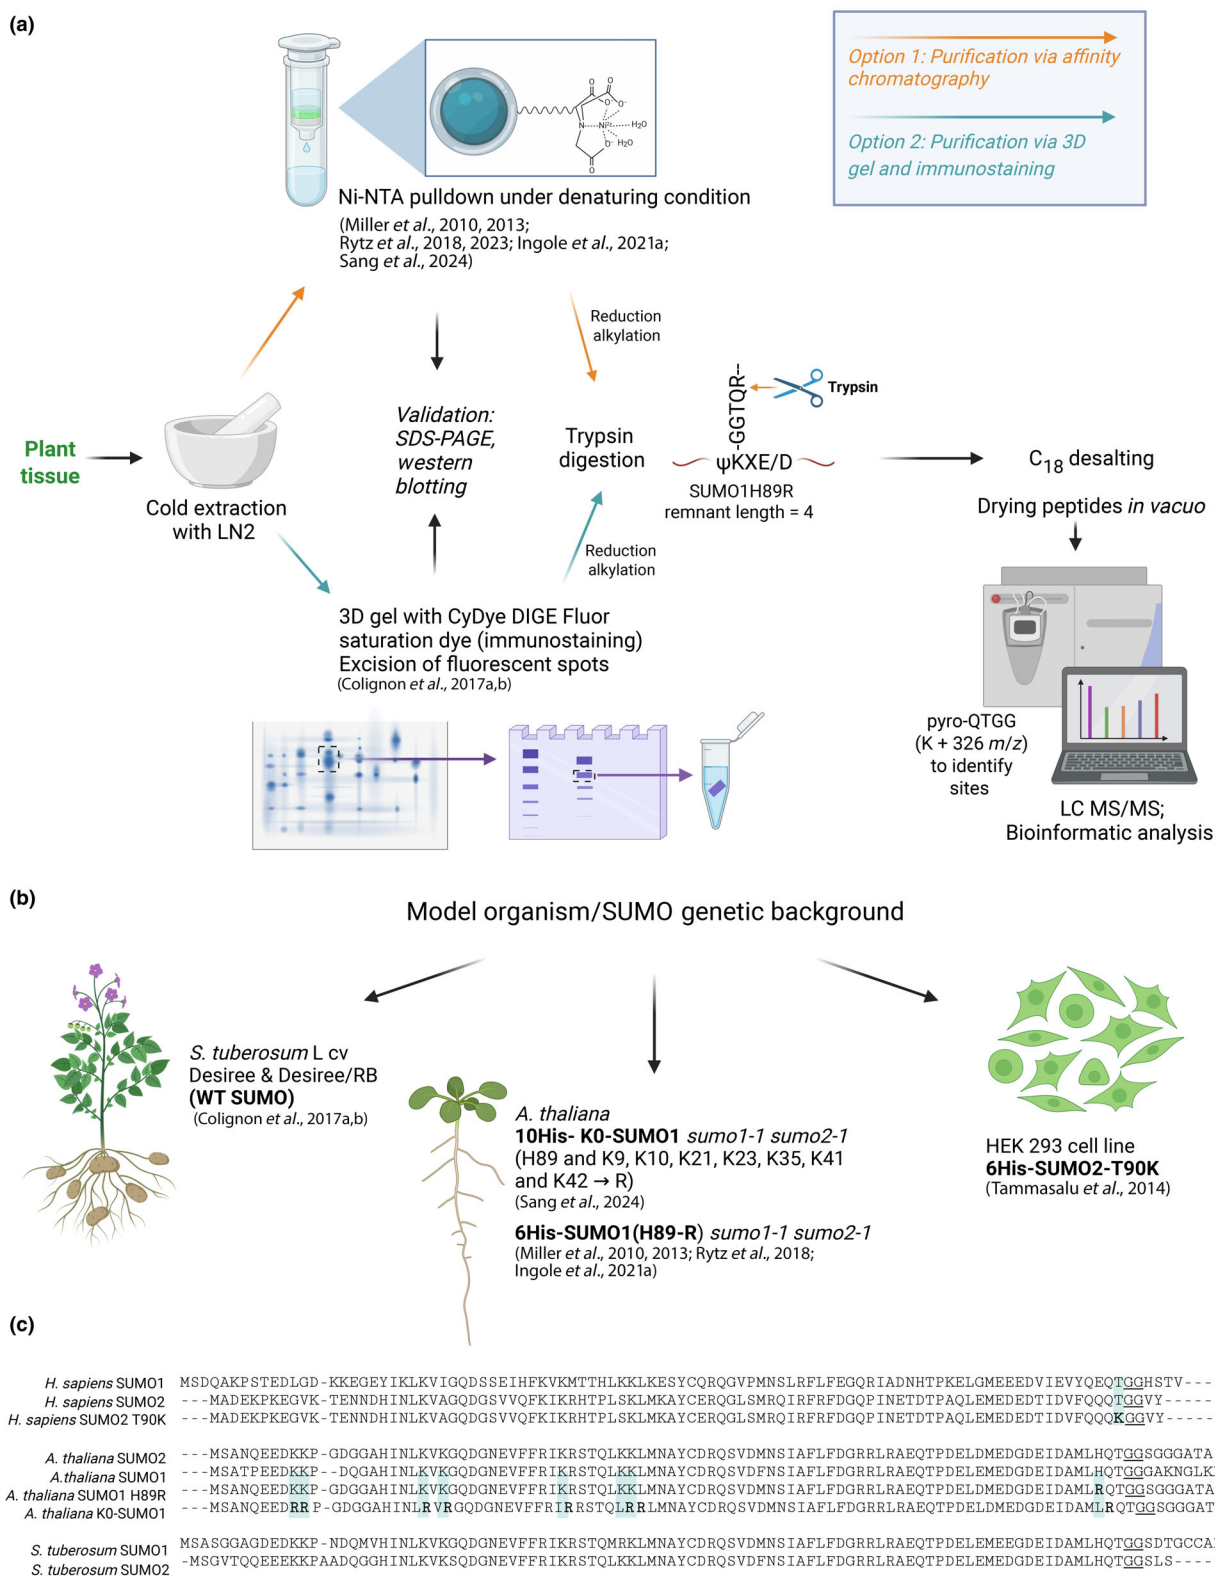 (a)
Option 1: Purification via affinity
chromatography
Option 2: Purification via 3D
gel and immunostaining
O
O
O⁻
O⁻
N
Ni²⁺
H₂O
O⁻
H₂O
O
Ni-NTA pulldown under denaturing condition
(Miller et al., 2010, 2013;
Rytz et al., 2018, 2023; Ingole et al., 2021a;
Sang et al., 2024)
Reduction
alkylation
Plant
tissue
Cold extraction
with LN2
Validation:
SDS-PAGE,
western
blotting
Trypsin
digestion
-GGTQR--
Trypsin
ψKXE/D
SUMO1H89R
remnant length = 4
C18 desalting
Drying peptides in vacuo
Reduction
alkylation
3D gel with CyDye DIGE Fluor
saturation dye (immunostaining)
Excision of fluorescent spots
(Colignon et al., 2017a,b)
pyro-QTGG
(K + 326 m/z)
to identify
sites
LC MS/MS;
Bioinformatic analysis
(b)
Model organism/SUMO genetic background
S. tuberosum L cv
Desiree & Desiree/RB
(WT SUMO)
(Colignon et al., 2017a,b)
A. thaliana
10His- K0-SUMO1 sumo1-1 sumo2-1
(H89 and K9, K10, K21, K23, K35, K41
and K42 → R)
(Sang et al., 2024)
6His-SUMO1(H89-R) sumo1-1 sumo2-1
(Miller et al., 2010, 2013; Rytz et al., 2018;
Ingole et al., 2021a)
HEK 293 cell line
6His-SUMO2-T90K
(Tammasalu et al., 2014)
(c)
H. sapiens SUMO1 MSDQAKPSTEDLGD-KKEGEYIKLKVIGQDSSEIHFKVKMTTHLKKLKESYCQRQGVPMNSLRFLFEGQRIADNHTPKELGMEEEDVIEVYQEQTGGHSTV----
H. sapiens SUMO2 ---MADEKPKEGVK-TENNDHINLKVAGQDGSVVQFKIKRHTPLSKLMKAYCERQGLSMRQIRFRFDGQPINETDTPAQLEMEDEDTIDVFQQQTGGVY-----
H. sapiens SUMO2 T90K ---MADEKPKEGVK-TENNDHINLKVAGQDGSVVQFKIKRHTPLSKLMKAYCERQGLSMRQIRFRFDGQPINETDTPAQLEMEDEDTIDVFQQQKGGVY-----
A. thaliana SUMO2 ---MSANQEEDKKP-GDGGAHINLKVKGQDGNEVFFRIKRSTQLKKLMNAYCDRQSVDMNSIAFLFDGRRLRAEQTPDELDMEDGDEIDAMLHQTGGSGGGATA
A.thaliana SUMO1 ---MSATPEEDKKP--DQGAHINLKVKGQDGNEVFFRIKRSTQLKKLMNAYCDRQSVDFNSIAFLFDGRRLRAEQTPDELEMEEGDEIDAMLHQTGGGAKNGLK
A. thaliana SUMO1 H89R ---MSANQEEDKKP-GDGGAHINLKVKGQDGNEVFFRIKRSTQLKKLMNAYCDRQSVDMNSIAFLFDGRRLRAEQTPDELDMEDGDEIDAMLRQTGGSGGGATA
A. thaliana K0-SUMO1 ---MSANQEEDRRP-GDGGAHINLRVRGQDGNEVFFRIRRSTQLRRLMNAYCDRQSVDMNSIAFLFDGRRLRAEQTPDELDMEDGDEIDAMLRQTGGSGGGATA
S. tuberosum SUMO1 MSASGGAGDEDKKP-NDQMVHINLKVKGQDGNEVFFRIKRSTQMRKLMNAYCDRQSVDMNSIAFLFDGRRLRAEQTPDELEMEEGDEIDAMLHQTGGSDTGCCA
S. tuberosum SUMO2 -MSGVTQQEEEKKPAADQGGHINLKVKSQDGNEVFFRIKRSTQLKKLMNAYCDRQSVDMNSIAFLFDGRRLRAEQTPDELEMEDGDEIDAMLHQTGGSLS----